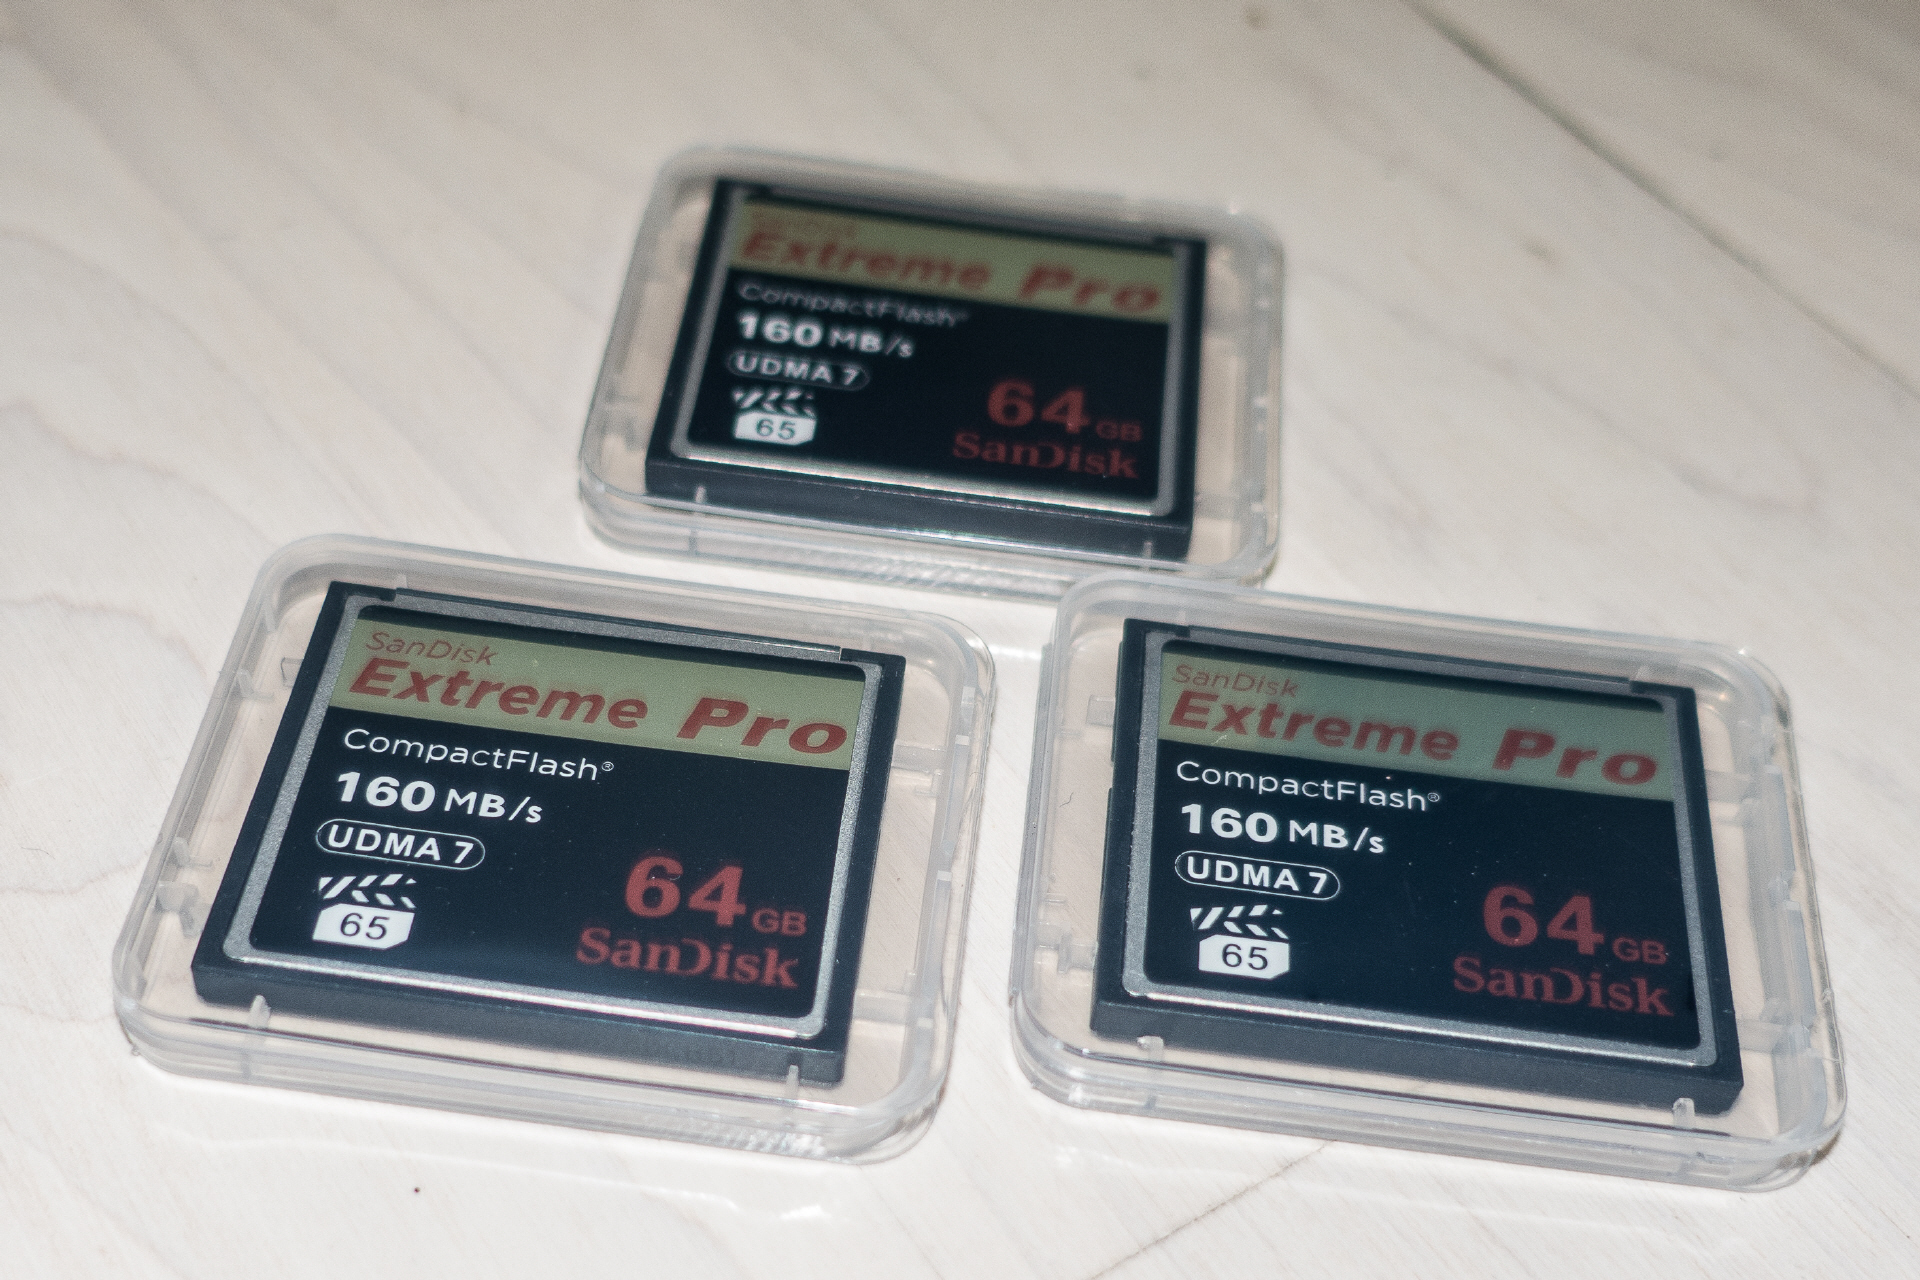 SanDisk
Extreme Pro
CompactFlash®
160 MB/s
UDMA 7
65
64 GB
SanDisk
SanDisk
Extreme Pro
CompactFlash®
160 MB/s
UDMA 7
65
64 GB
SanDisk
SanDisk
Extreme Pro
CompactFlash®
160 MB/s
UDMA 7
65
64 GB
SanDisk